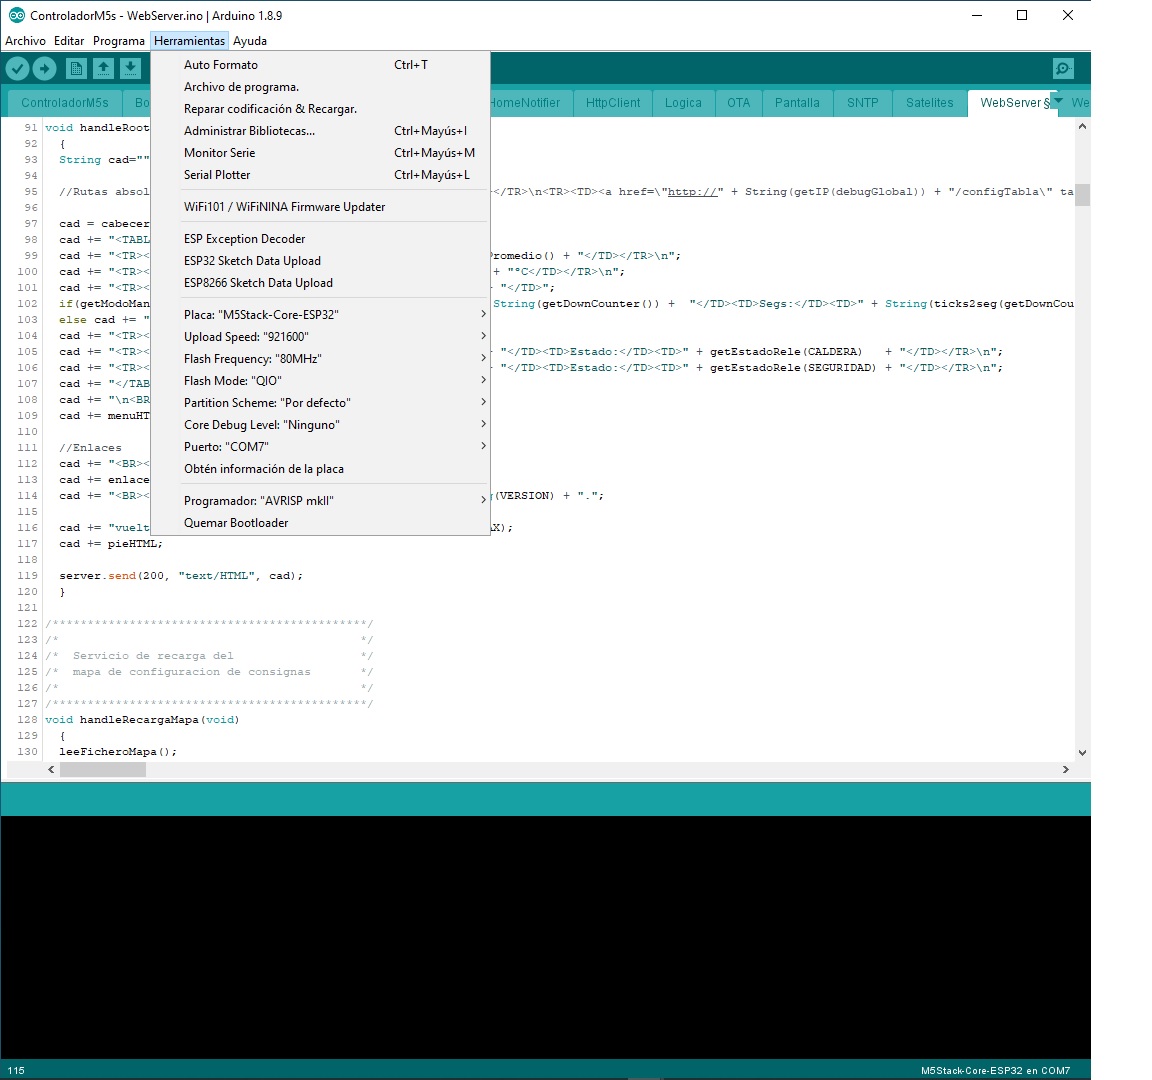 ControladorM5s - WebServer.ino | Arduino 1.8.9
Archivo Editar Programa Herramientas Ayuda
ControladorM5s Bo HomeNotifier HttpClient Logica OTA Pantalla SNTP Satelites WebServer § We
Auto Formato Ctrl+T
Archivo de programa.
Reparar codificación & Recargar.
Administrar Bibliotecas... Ctrl+Mayús+I
Monitor Serie Ctrl+Mayús+M
Serial Plotter Ctrl+Mayús+L
WiFi101 / WiFiNINA Firmware Updater
ESP Exception Decoder
ESP32 Sketch Data Upload
ESP8266 Sketch Data Upload
Placa: "M5Stack-Core-ESP32"
Upload Speed: "921600"
Flash Frequency: "80MHz"
Flash Mode: "QIO"
Partition Scheme: "Por defecto"
Core Debug Level: "Ninguno"
Puerto: "COM7"
Obtén información de la placa
Programador: "AVRISP mkII"
Quemar Bootloader
91 void handleRoot
92 {
93 String cad=""
94
95 //Rutas absol </TR>\n<TR><TD><a href=\"http://" + String(getIP(debugGlobal)) + "/configTabla\" ta
96
97 cad = cabecer
98 cad += "<TABL
99 cad += "<TR>< Promedio() + "</TD></TR>\n";
100 cad += "<TR>< + "ºC</TD></TR>\n";
101 cad += "<TR>< "</TD>";
102 if(getModoMan String(getDownCounter()) + "</TD><TD>Segs:</TD><TD>" + String(ticks2seg(getDownCou
103 else cad += "
104 cad += "<TR><
105 cad += "<TR>< "</TD><TD>Estado:</TD><TD>" + getEstadoRele(CALDERA) + "</TD></TR>\n";
106 cad += "<TR>< "</TD><TD>Estado:</TD><TD>" + getEstadoRele(SEGURIDAD) + "</TD></TR>\n";
107 cad += "</TAB
108 cad += "\n<BR
109 cad += menuHT
110
111 //Enlaces
112 cad += "<BR><
113 cad += enlace
114 cad += "<BR>< (VERSION) + ".";
115
116 cad += "vuelt AX);
117 cad += pieHTML;
118
119 server.send(200, "text/HTML", cad);
120 }
121
122 /*********************************************/
123 /* */
124 /* Servicio de recarga del */
125 /* mapa de configuracion de consignas */
126 /* */
127 /*********************************************/
128 void handleRecargaMapa(void)
129 {
130 leeFicheroMapa();
115 M5Stack-Core-ESP32 en COM7